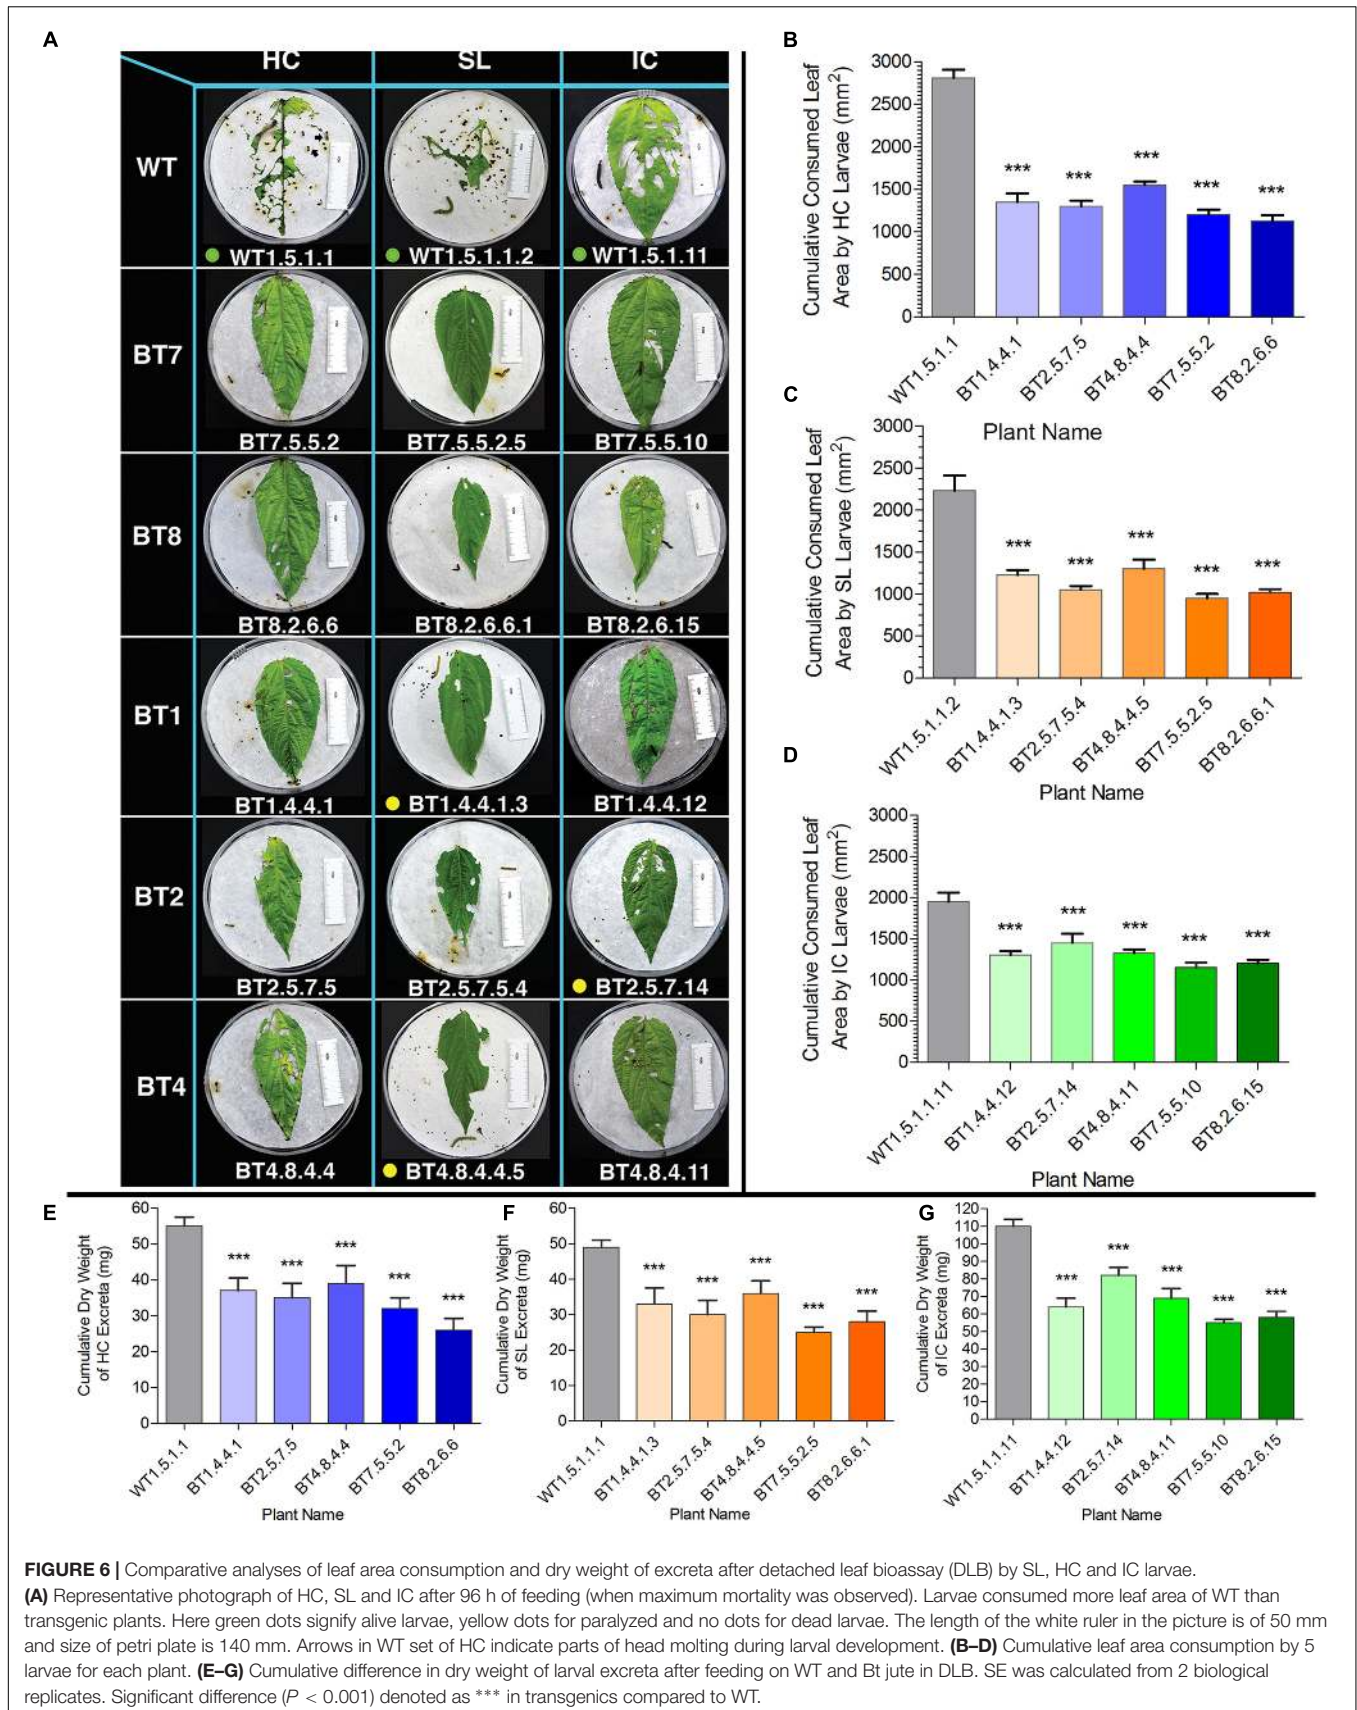 A
HC SL IC
WT
WT1.5.1.1
WT1.5.1.1.2
WT1.5.1.11
BT7
BT7.5.5.2
BT7.5.5.2.5
BT7.5.5.10
BT8
BT8.2.6.6
BT8.2.6.6.1
BT8.2.6.15
BT1
BT1.4.4.1
BT1.4.4.1.3
BT1.4.4.12
BT2
BT2.5.7.5
BT2.5.7.5.4
BT2.5.7.14
BT4
BT4.8.4.4
BT4.8.4.4.5
BT4.8.4.11
B
Cumulative Consumed Leaf
Area by HC Larvae (mm²)
3000
2500
2000
1500
1000
500
0
*** *** *** *** ***
WT1.5.1.1
BT1.4.4.1
BT2.5.7.5
BT4.8.4.4
BT7.5.5.2
BT8.2.6.6
Plant Name
C
Cumulative Consumed Leaf
Area by SL Larvae (mm²)
3000
2500
2000
1500
1000
500
0
*** *** *** *** ***
WT1.5.1.1.2
BT1.4.4.1.3
BT2.5.7.5.4
BT4.8.4.4.5
BT7.5.5.2.5
BT8.2.6.6.1
Plant Name
D
Cumulative Consumed Leaf
Area by IC Larvae (mm²)
3000
2500
2000
1500
1000
500
0
*** *** *** *** ***
WT1.5.1.1.11
BT1.4.4.12
BT2.5.7.14
BT4.8.4.11
BT7.5.5.10
BT8.2.6.15
Plant Name
E
Cumulative Dry Weight
of HC Excreta (mg)
60
50
40
30
20
10
0
*** *** *** *** ***
WT1.5.1.1
BT1.4.4.1
BT2.5.7.5
BT4.8.4.4
BT7.5.5.2
BT8.2.6.6
Plant Name
F
Cumulative Dry Weight
of SL Excreta (mg)
60
50
40
30
20
10
0
*** *** *** *** ***
WT1.5.1.1.1
BT1.4.4.1.3
BT2.5.7.5.4
BT4.8.4.4.5
BT7.5.5.2.5
BT8.2.6.6.1
Plant Name
G
Cumulative Dry Weight
of IC Excreta (mg)
120
110
100
90
80
70
60
50
40
30
20
10
0
*** *** *** *** ***
WT1.5.1.1.11
BT1.4.4.12
BT2.5.7.14
BT4.8.4.11
BT7.5.5.10
BT8.2.6.15
Plant Name
FIGURE 6 | Comparative analyses of leaf area consumption and dry weight of excreta after detached leaf bioassay (DLB) by SL, HC and IC larvae.
(A) Representative photograph of HC, SL and IC after 96 h of feeding (when maximum mortality was observed). Larvae consumed more leaf area of WT than
transgenic plants. Here green dots signify alive larvae, yellow dots for paralyzed and no dots for dead larvae. The length of the white ruler in the picture is of 50 mm
and size of petri plate is 140 mm. Arrows in WT set of HC indicate parts of head molting during larval development. (B–D) Cumulative leaf area consumption by 5
larvae for each plant. (E–G) Cumulative difference in dry weight of larval excreta after feeding on WT and Bt jute in DLB. SE was calculated from 2 biological
replicates. Significant difference (P < 0.001) denoted as *** in transgenics compared to WT.